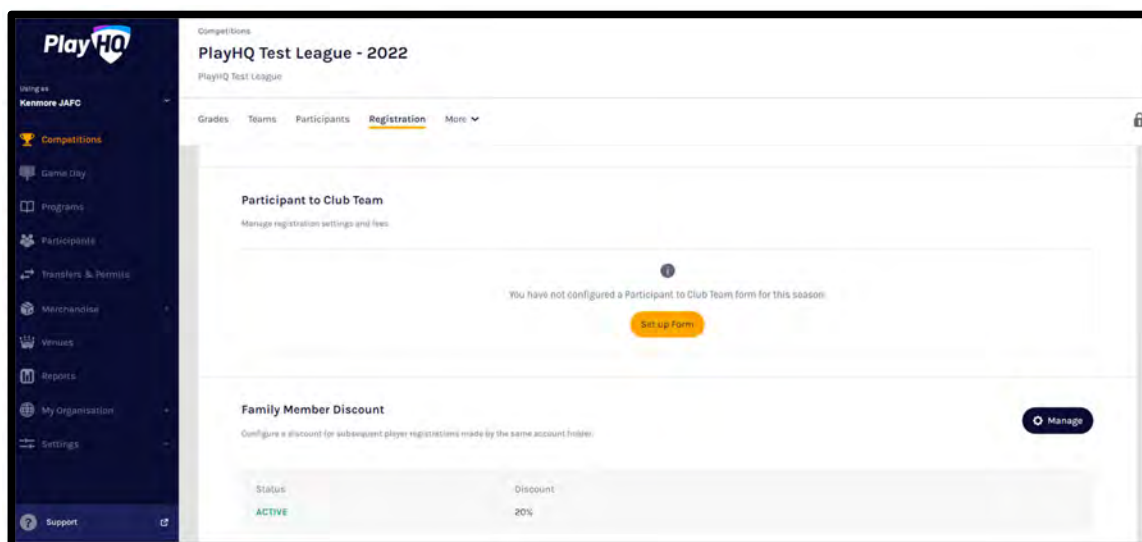 PlayHQ
Using as
Kenmore JAFC
Competitions
Game Day
Programs
Participants
Transfers & Permits
Merchandise
Venues
Reports
My Organisation
Settings
Support
Competitions
PlayHQ Test League - 2022
PlayHQ Test League
Grades Teams Participants Registration More
Participant to Club Team
Manage registration settings and fees
You have not configured a Participant to Club Team form for this season.
Set up Form
Family Member Discount
Configure a discount for subsequent player registrations made by the same account holder.
Manage
Status Discount
ACTIVE 20%